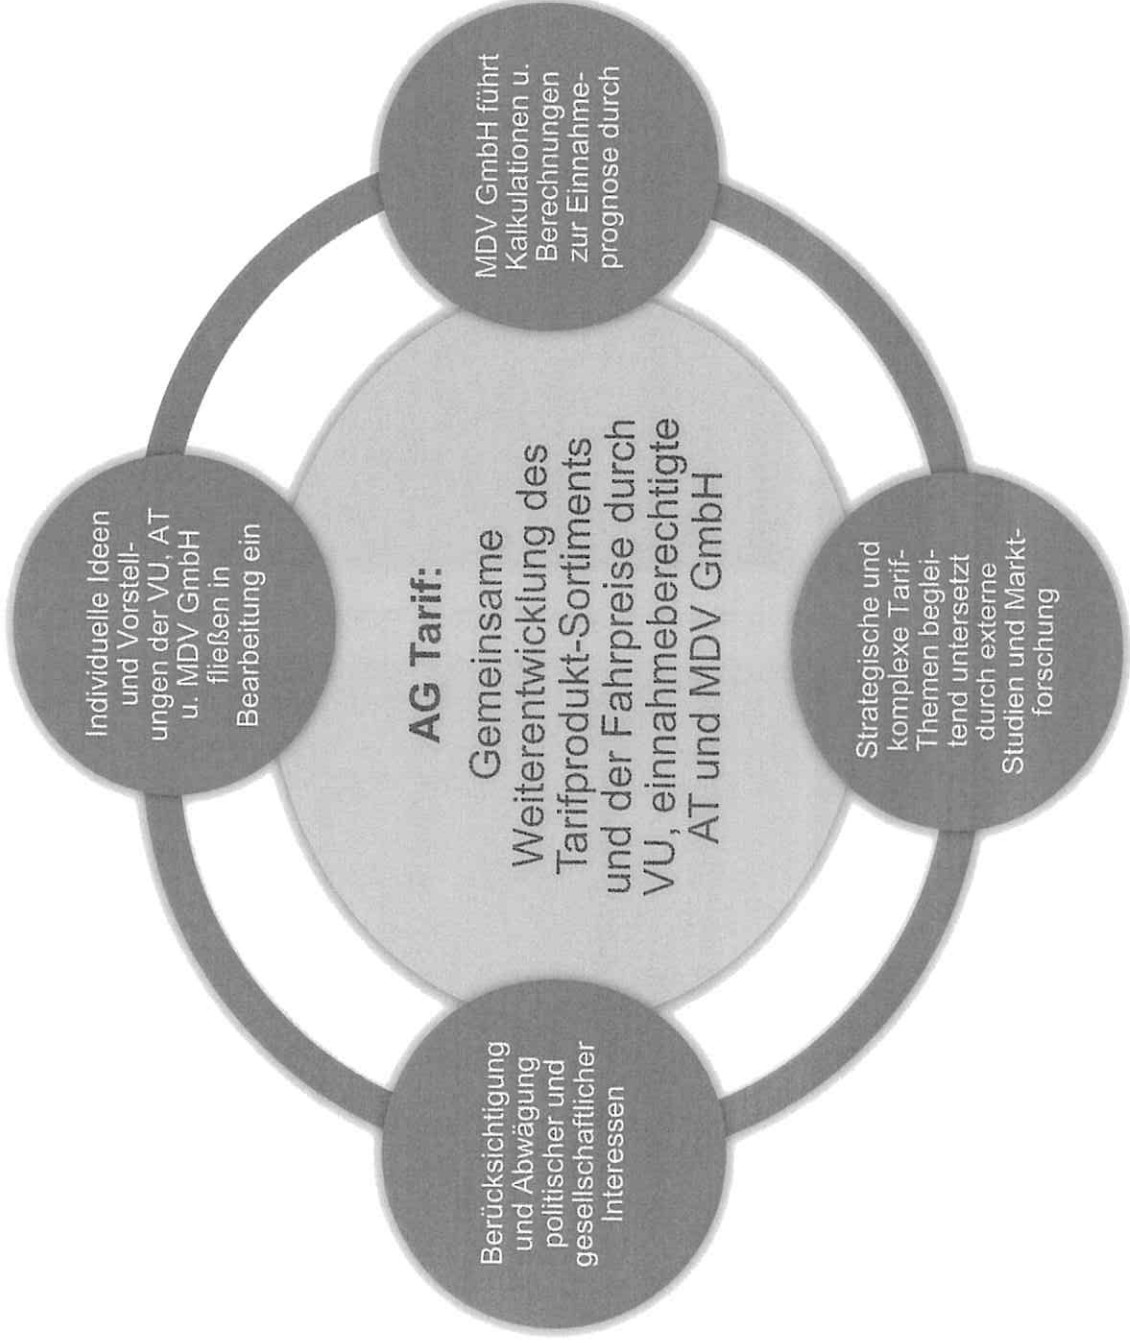 AG Tarif:
Gemeinsame
Weiterentwicklung des
Tarifprodukt-Sortiments
und der Fahrpreise durch
VU, einnahmeberechtigte
AT und MDV GmbH
MDV GmbH führt
Kalkulationen u.
Berechnungen
zur Einnahme-
prognose durch
Strategische und
komplexe Tarif-
Themen beglei-
tend untersetzt
durch externe
Studien und Markt-
forschung
Berücksichtigung
und Abwägung
politischer und
gesellschaftlicher
Interessen
Individuelle Ideen
und Vorstell-
ungen der VU, AT
u. MDV GmbH
fließen in
Bearbeitung ein